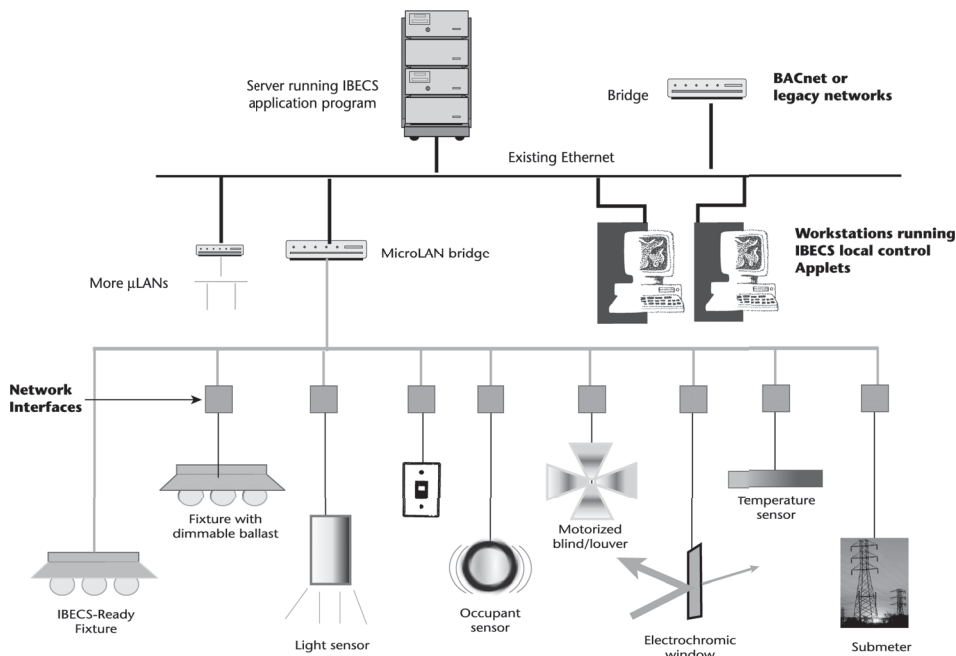 Server running IBECS
application program
Bridge
BACnet or
legacy networks
Existing Ethernet
More µLANs
MicroLAN bridge
Workstations running
IBECS local control
Applets
Network
Interfaces
Fixture with
dimmable ballast
Motorized
blind/louver
Temperature
sensor
IBECS-Ready
Fixture
Light sensor
Occupant
sensor
Electrochromic
window
Submeter